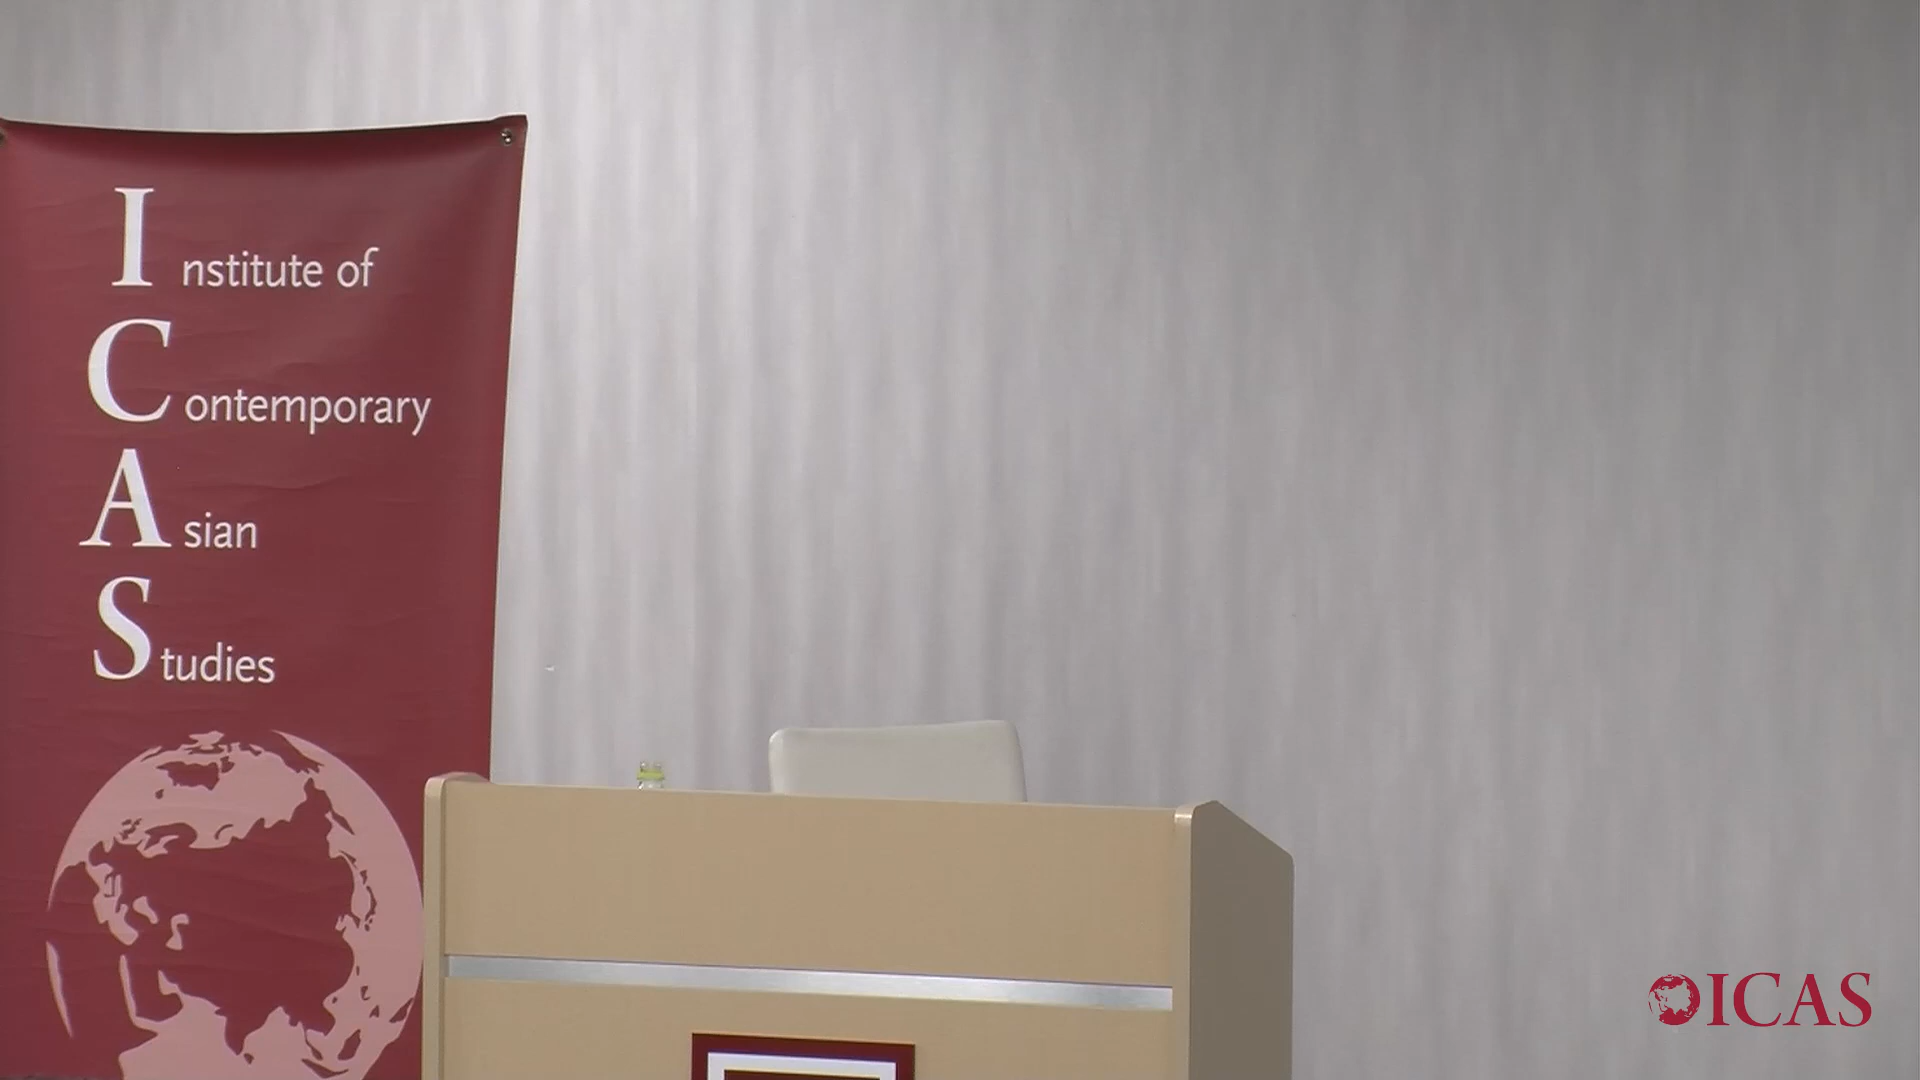 Institute of
Contemporary
Asian
Studies
ICAS